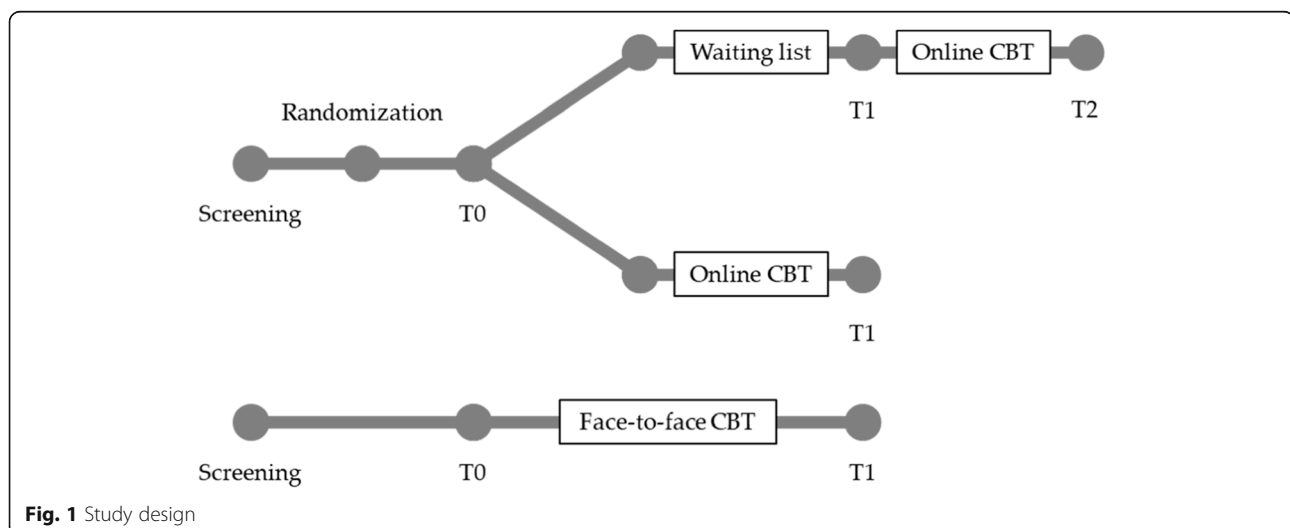 Waiting list
Online CBT
Randomization
T1
T2
Screening
T0
Online CBT
T1
Face-to-face CBT
Screening
T0
T1
Fig. 1 Study design